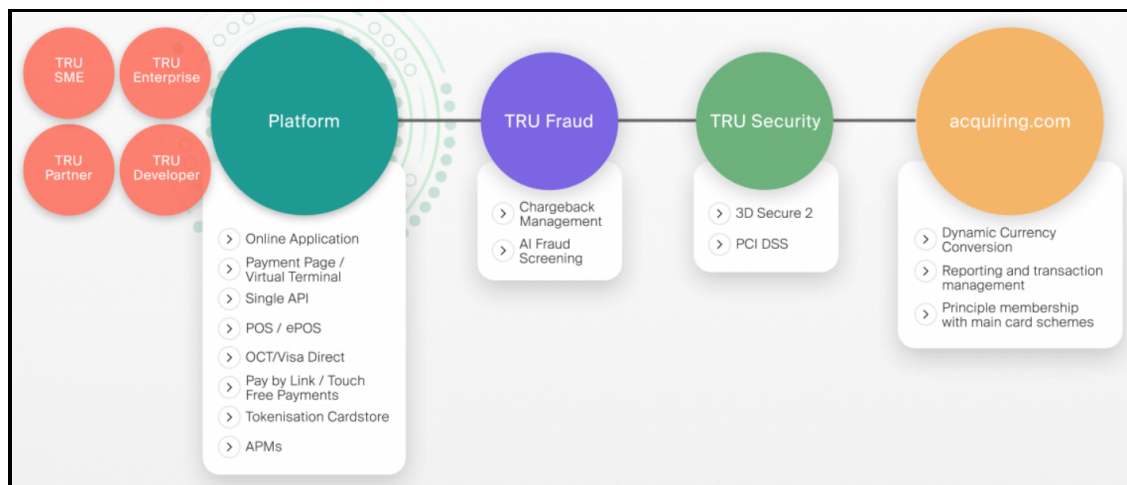 TRU
SME
TRU
Enterprise
TRU
Partner
TRU
Developer
Platform
Online Application
Payment Page /
Virtual Terminal
Single API
POS / ePOS
OCT/Visa Direct
Pay by Link / Touch
Free Payments
Tokenisation Cardstore
APMs
TRU Fraud
Chargeback
Management
AI Fraud
Screening
TRU Security
3D Secure 2
PCI DSS
acquiring.com
Dynamic Currency
Conversion
Reporting and transaction
management
Principle membership
with main card schemes